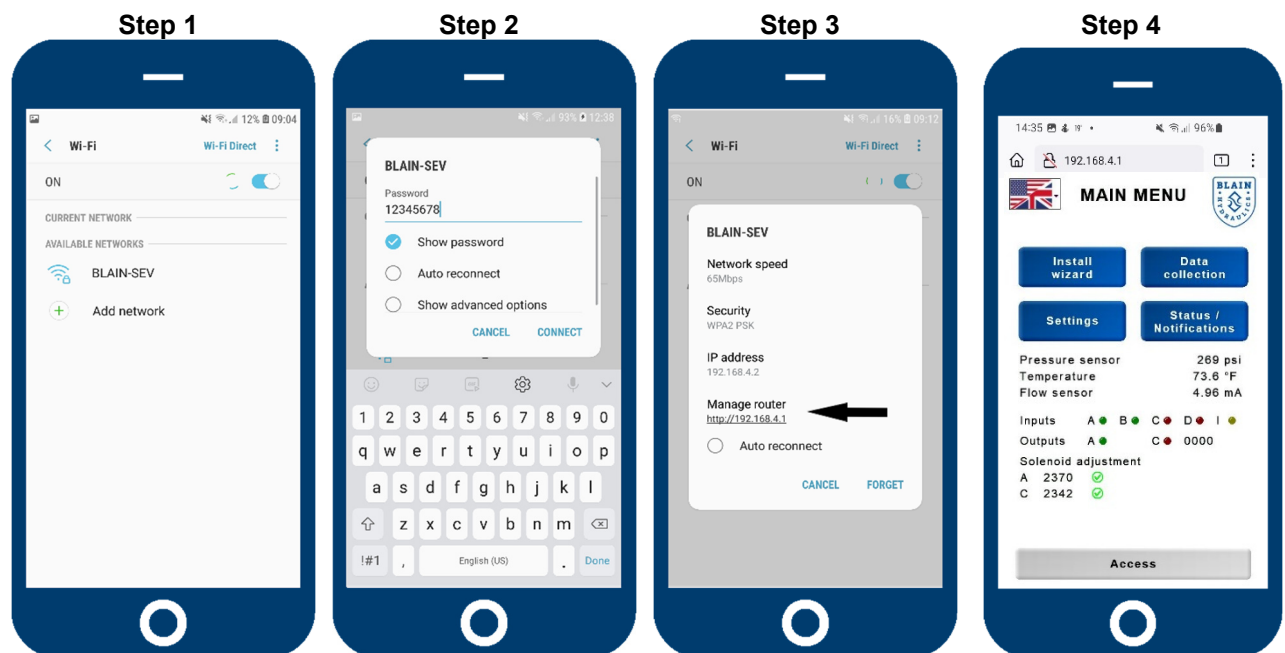 Step 1
12% 09:04
Wi-Fi Wi-Fi Direct
ON
CURRENT NETWORK
AVAILABLE NETWORKS
BLAIN-SEV
Add network
Step 2
93% 12:38
BLAIN-SEV
Password
12345678
Show password
Auto reconnect
Show advanced options
CANCEL CONNECT
1 2 3 4 5 6 7 8 9 0
q w e r t y u i o p
a s d f g h j k l
z x c v b n m
!#1 , English (US) . Done
Step 3
16% 09:12
Wi-Fi Wi-Fi Direct
ON
BLAIN-SEV
Network speed
65Mbps
Security
WPA2 PSK
IP address
192.168.4.2
Manage router
http://192.168.4.1
Auto reconnect
CANCEL FORGET
Step 4
14:35 96%
192.168.4.1 1
MAIN MENU
BLAIN
HYDRAULICS
Install
wizard
Data
collection
Settings
Status /
Notifications
Pressure sensor 269 psi
Temperature 73.6 °F
Flow sensor 4.96 mA
Inputs A B C D I
Outputs A C 0000
Solenoid adjustment
A 2370
C 2342
Access